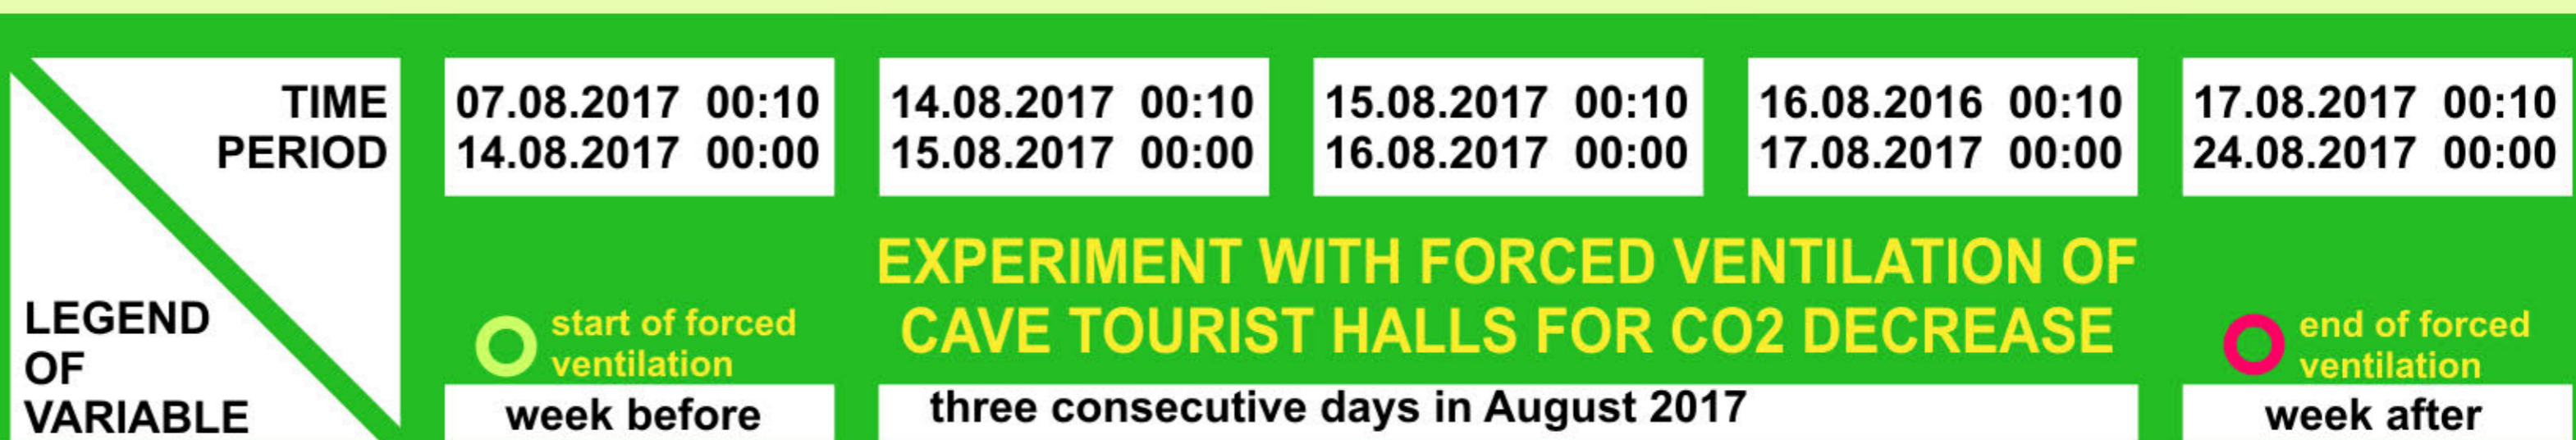 TIME
PERIOD
07.08.2017 00:10
14.08.2017 00:00
14.08.2017 00:10
15.08.2017 00:00
15.08.2017 00:10
16.08.2017 00:00
16.08.2016 00:10
17.08.2017 00:00
17.08.2017 00:10
24.08.2017 00:00
LEGEND
OF
VARIABLE
start of forced
ventilation
week before
EXPERIMENT WITH FORCED VENTILATION OF
CAVE TOURIST HALLS FOR CO2 DECREASE
three consecutive days in August 2017
end of forced
ventilation
week after